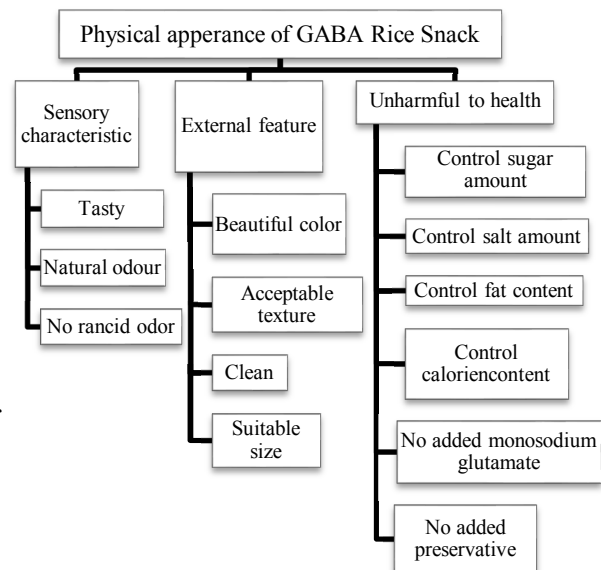 Physical apperance of GABA Rice Snack
Sensory
characteristic
Tasty
Natural odour
No rancid odor
External feature
Beautiful color
Acceptable
texture
Clean
Suitable
size
Unharmful to health
Control sugar
amount
Control salt amount
Control fat content
Control
caloriencontent
No added monosodium
glutamate
No added
preservative